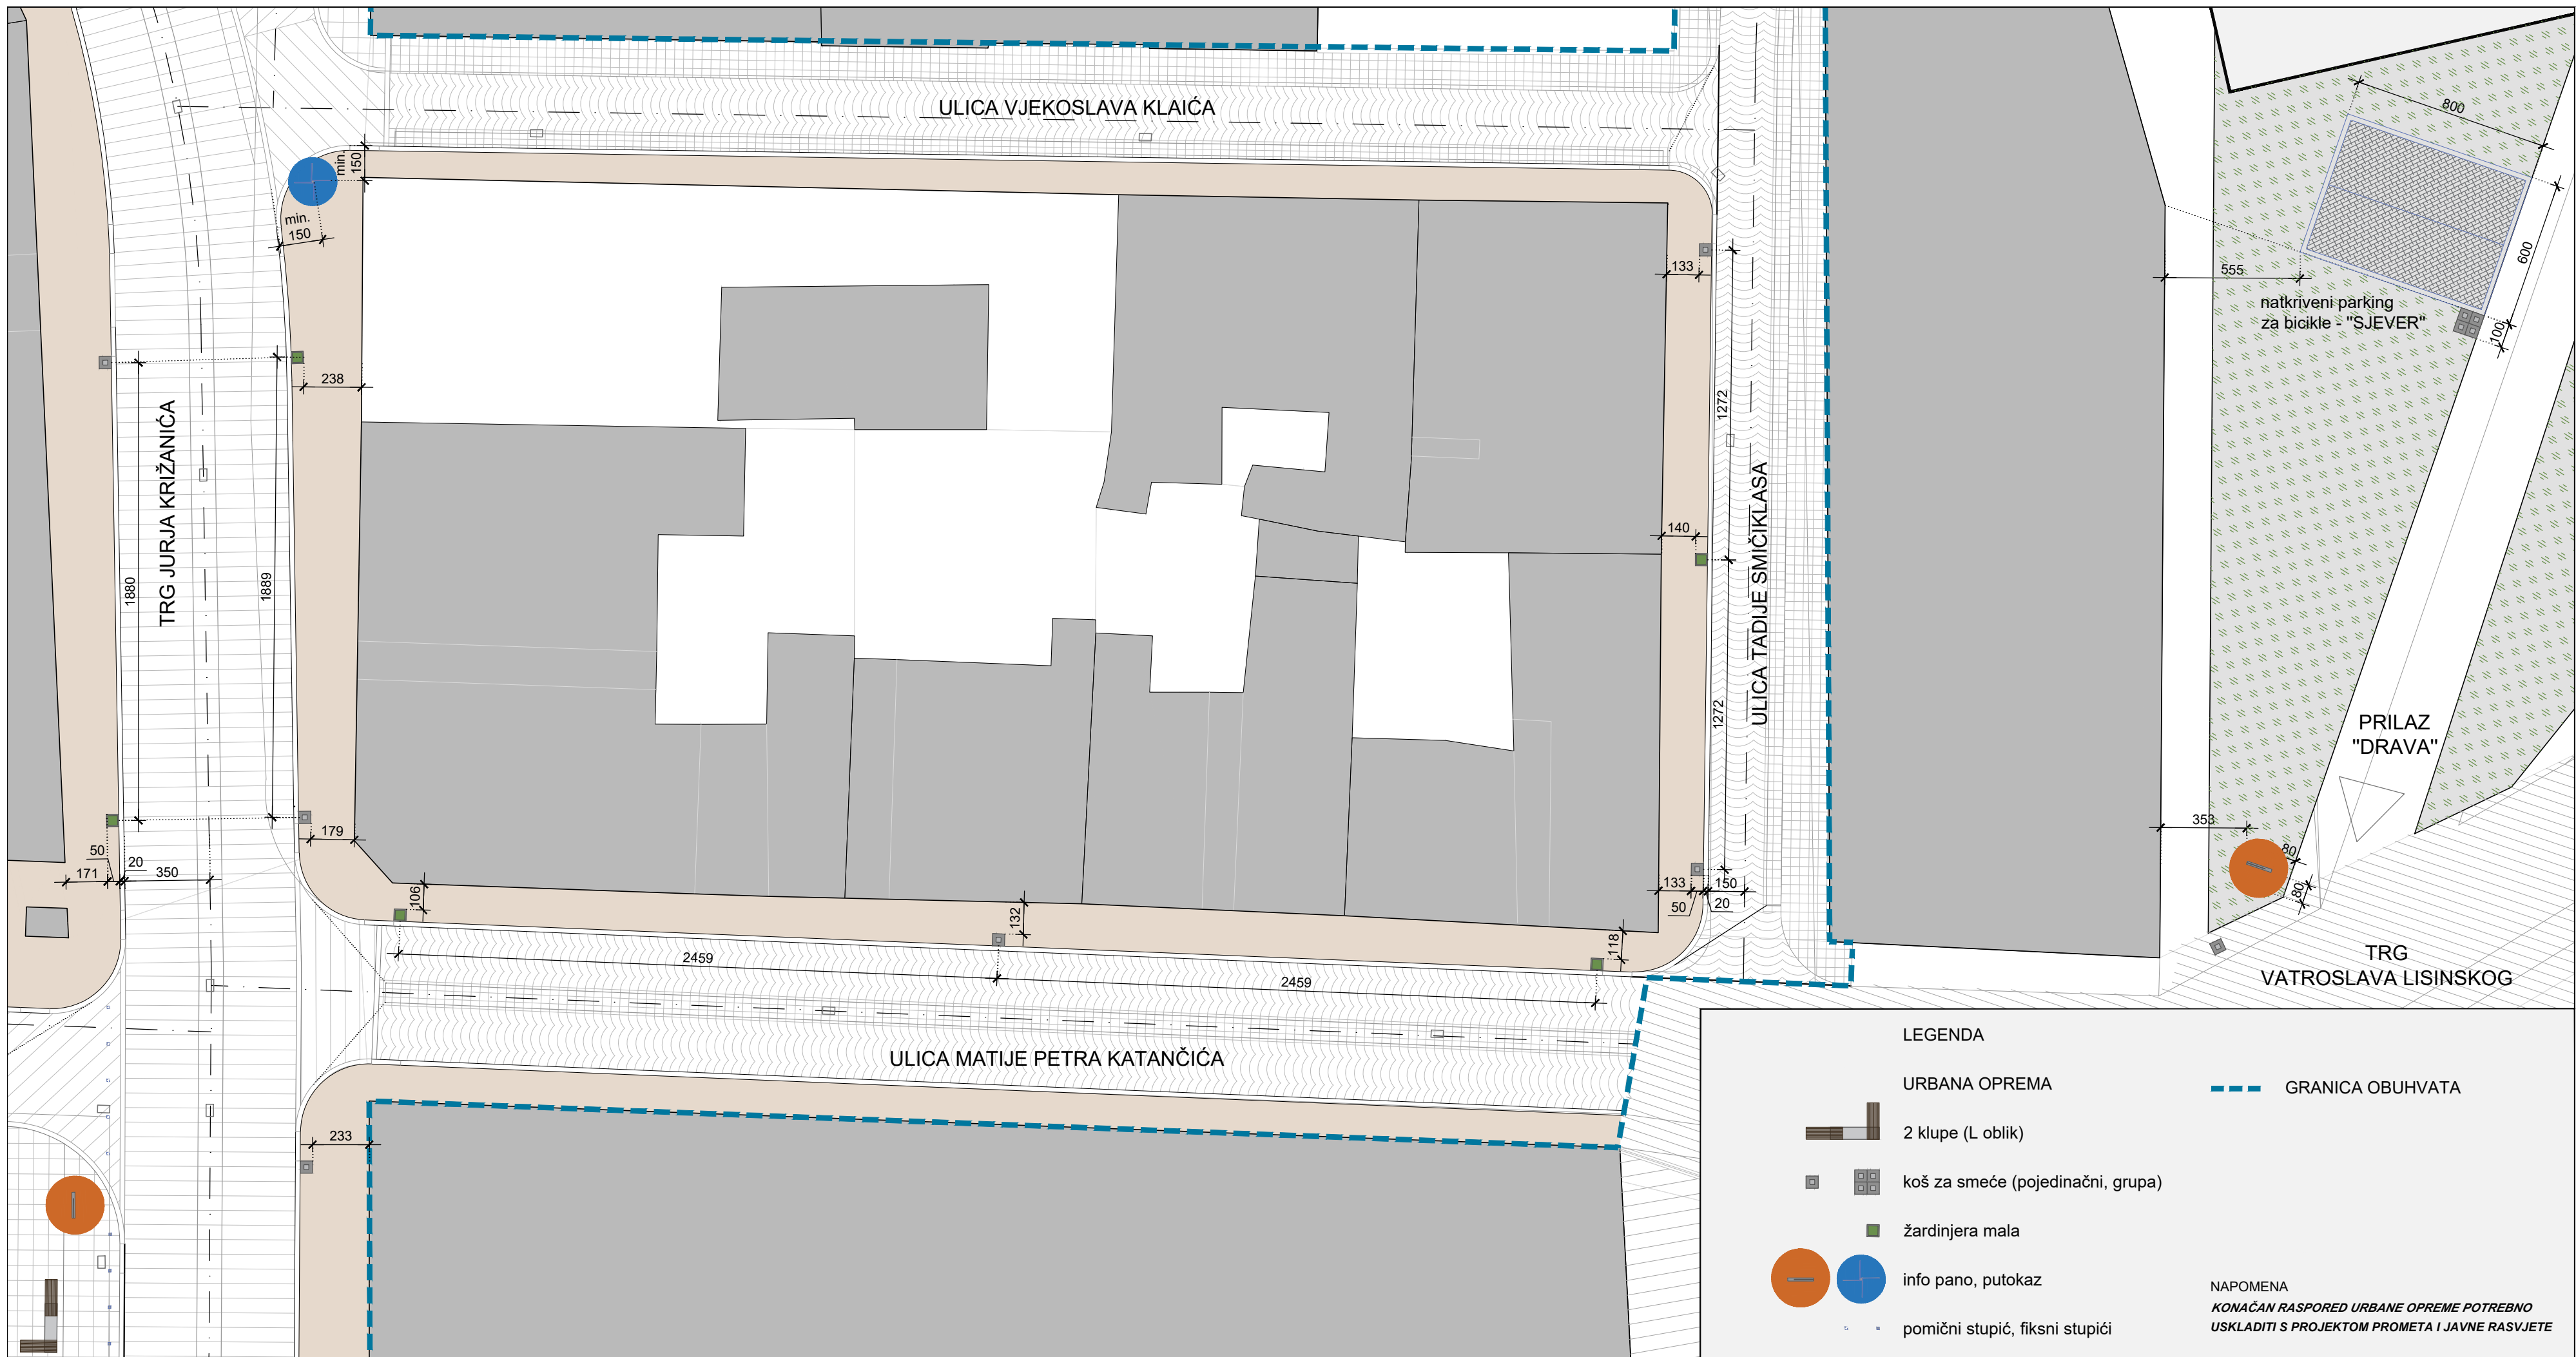 ULICA VJEKOSLAVA KLAIĆA
800
min.
150
min.
150
133
555
600
natkriveni parking
za bicikle - "SJEVER"
100
238
1272
TRG JURJA KRIŽANIĆA
ULICA TADIJE SMIČIKLASA
140
1880
1889
1272
PRILAZ
"DRAVA"
353
179
50
20
171
350
80
80
106
133
150
50
20
132
118
2459
2459
TRG
VATROSLAVA LISINSKOG
ULICA MATIJE PETRA KATANČIĆA
233
LEGENDA
URBANA OPREMA
GRANICA OBUHVATA
2 klupe (L oblik)
koš za smeće (pojedinačni, grupa)
žardinjera mala
info pano, putokaz
pomični stupić, fiksni stupići
NAPOMENA
KONAČAN RASPORED URBANE OPREME POTREBNO
USKLADITI S PROJEKTOM PROMETA I JAVNE RASVJETE